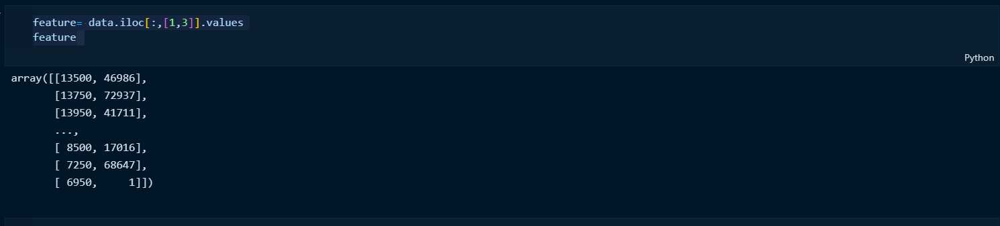 feature= data.iloc[:,[1,3]].values
feature
Python
array([[13500, 46986],
[13750, 72937],
[13950, 41711],
...,
[ 8500, 17016],
[ 7250, 68647],
[ 6950,     1]])